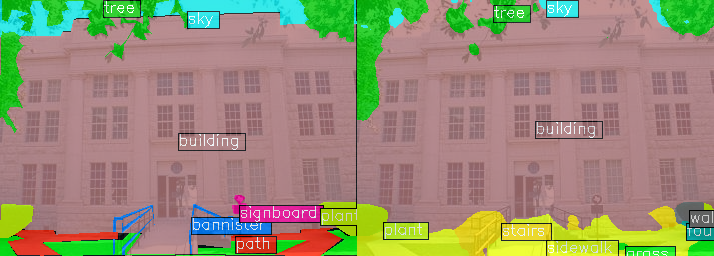 tree
sky
building
signboard
plant
bannister
path
tree
sky
building
plant
stairs
sidewalk
grass
wal
fou